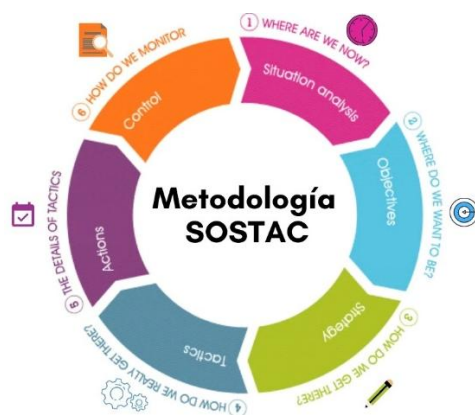 Metodología
SOSTAC
① WHERE ARE WE NOW?
Situation analysis
② WHERE DO WE WANT TO BE?
Objectives
③ HOW DO WE GET THERE?
Strategy
④ HOW DO WE REALLY GET THERE?
Tactics
⑤ THE DETAILS OF TACTICS
Actions
⑥ HOW DO WE MONITOR
Control